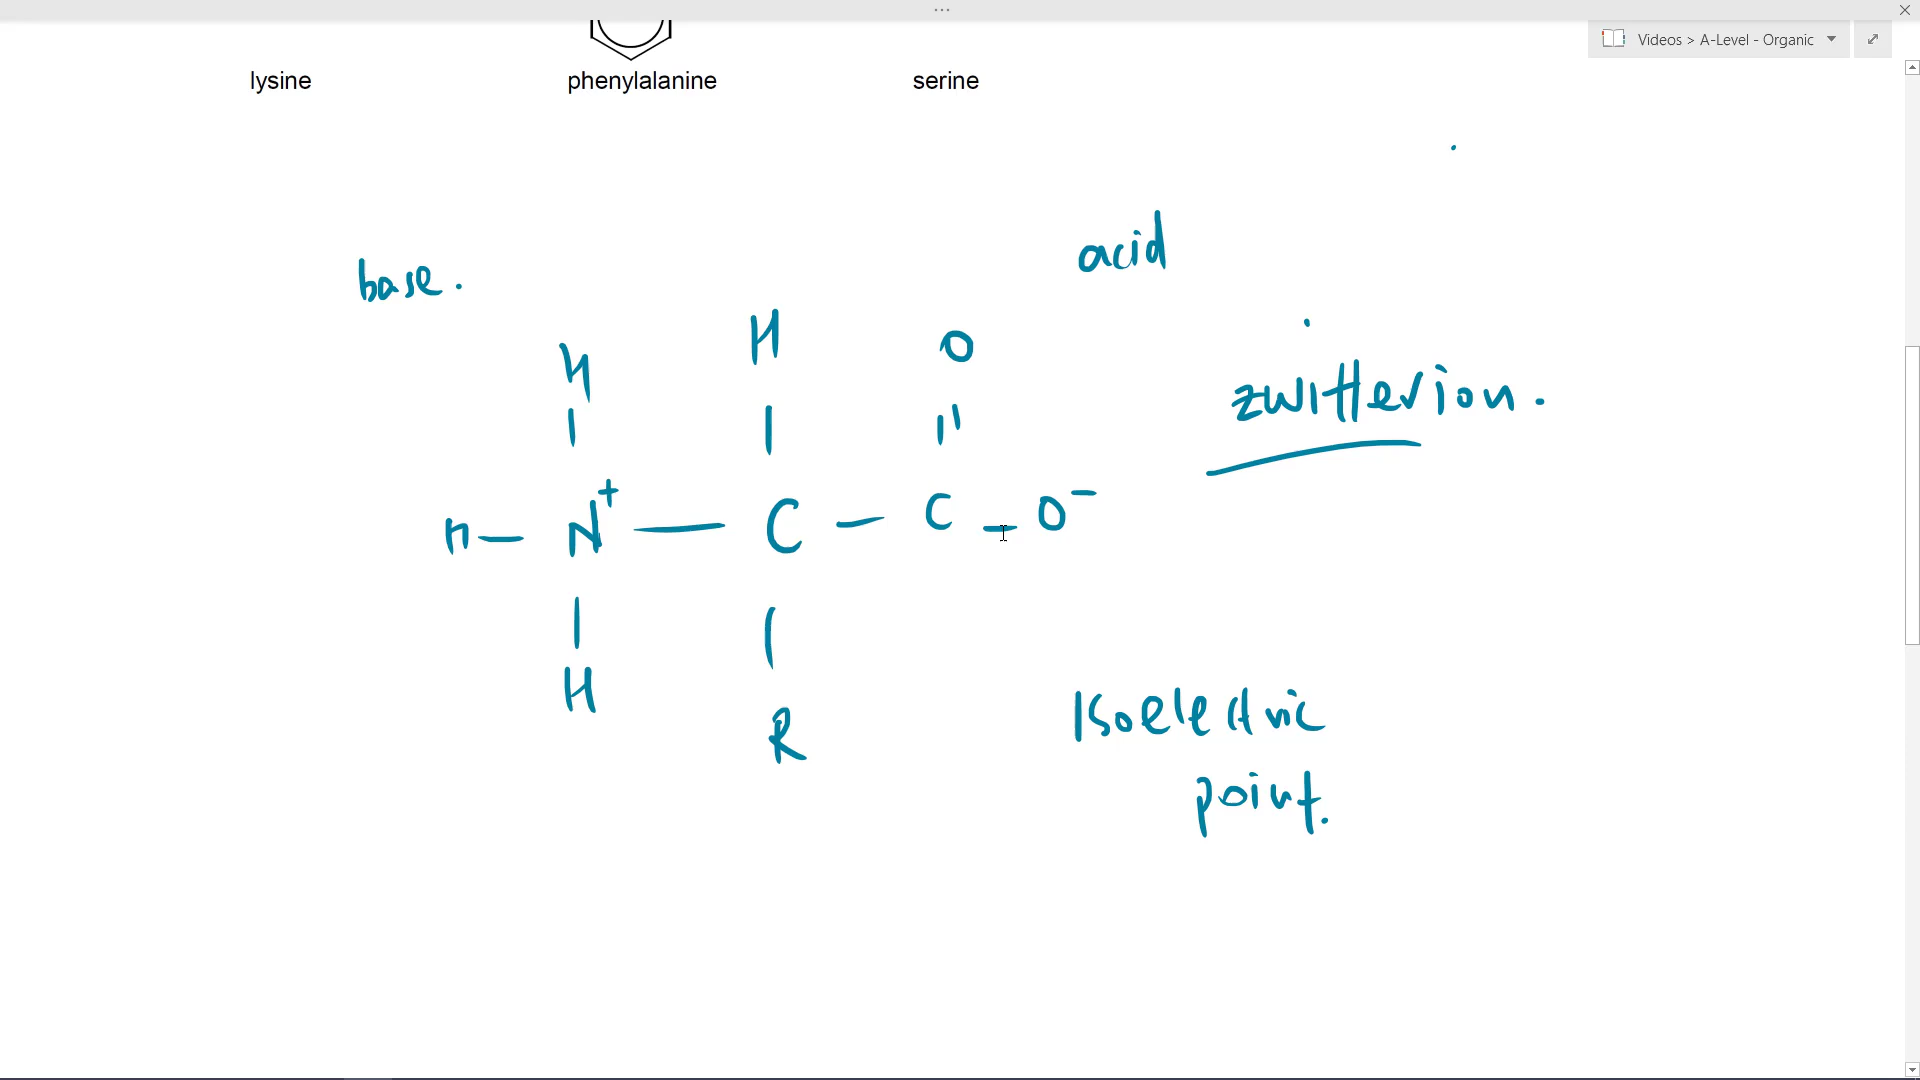 Videos > A-Level - Organic
lysine phenylalanine serine
acid
base.
H H O
zwitterion.
H N+ C C O−
H R
Isoelectric
point.